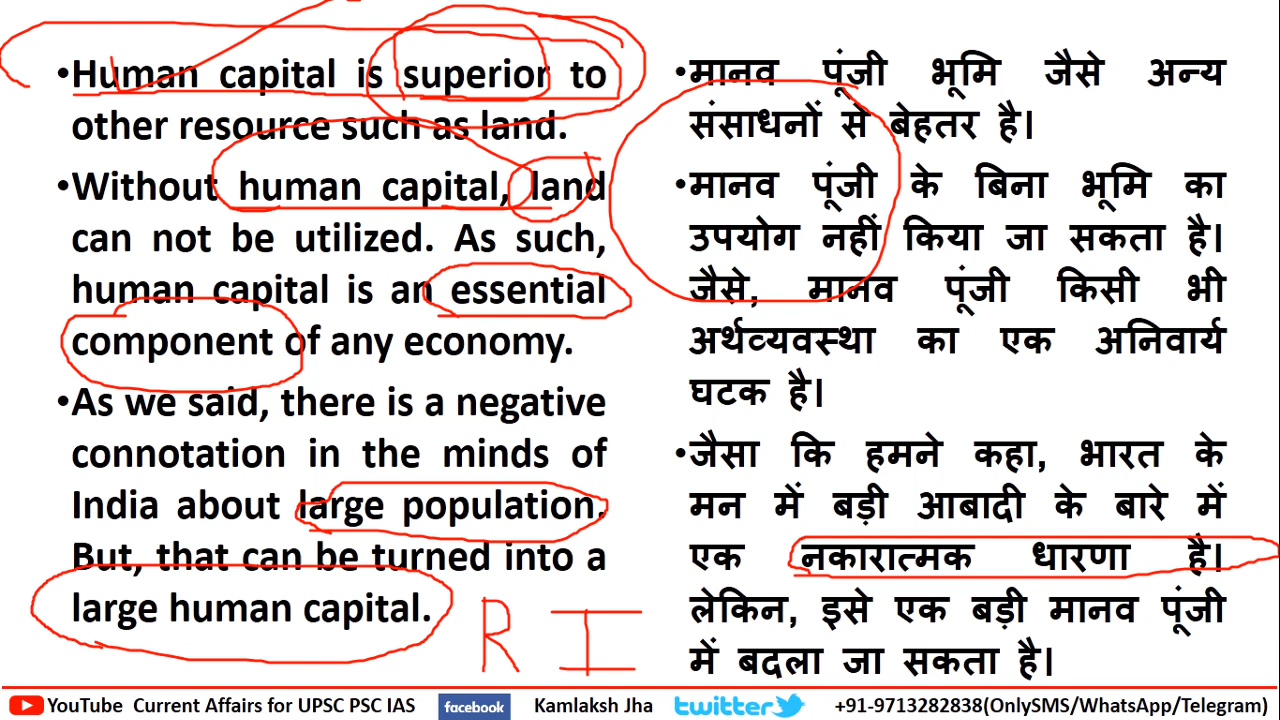 •Human capital is superior to
other resource such as land.
•Without human capital, land
can not be utilized. As such,
human capital is an essential
component of any economy.
•As we said, there is a negative
connotation in the minds of
India about large population.
But, that can be turned into a
large human capital.
R I
•मानव पूंजी भूमि जैसे अन्य
संसाधनों से बेहतर है।
•मानव पूंजी के बिना भूमि का
उपयोग नहीं किया जा सकता है।
जैसे, मानव पूंजी किसी भी
अर्थव्यवस्था का एक अनिवार्य
घटक है।
•जैसा कि हमने कहा, भारत के
मन में बड़ी आबादी के बारे में
एक नकारात्मक धारणा है।
लेकिन, इसे एक बड़ी मानव पूंजी
में बदला जा सकता है।
YouTube Current Affairs for UPSC PSC IAS facebook Kamlaksh Jha twitter +91-9713282838(OnlySMS/WhatsApp/Telegram)